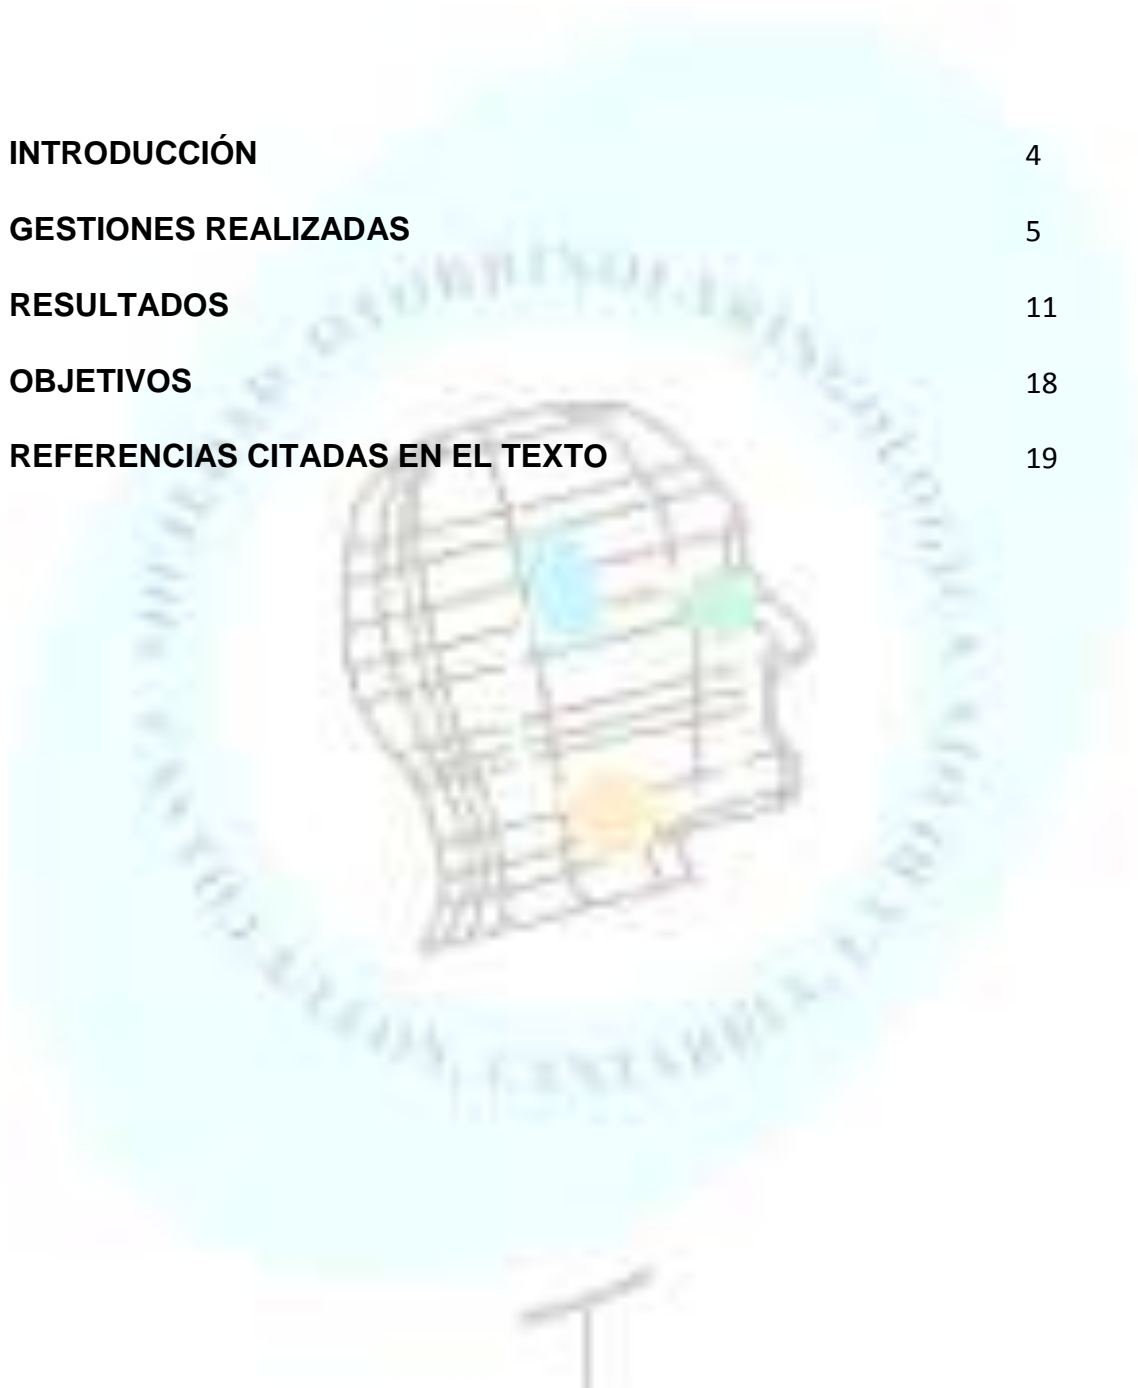 INTRODUCCIÓN 4
GESTIONES REALIZADAS 5
RESULTADOS 11
OBJETIVOS 18
REFERENCIAS CITADAS EN EL TEXTO 19